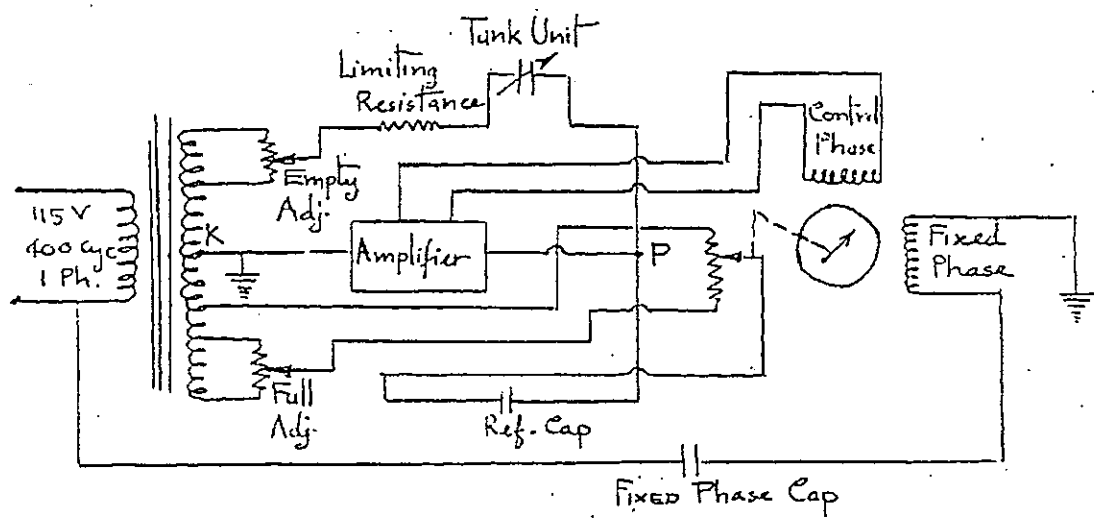 Tank Unit
Limiting
Resistance
Control
Phase
Empty
Adj.
115 V
400 Cyc
1 Ph.
K
Amplifier
P
Fixed
Phase
Full
Adj.
Ref. Cap
FIXED Phase Cap